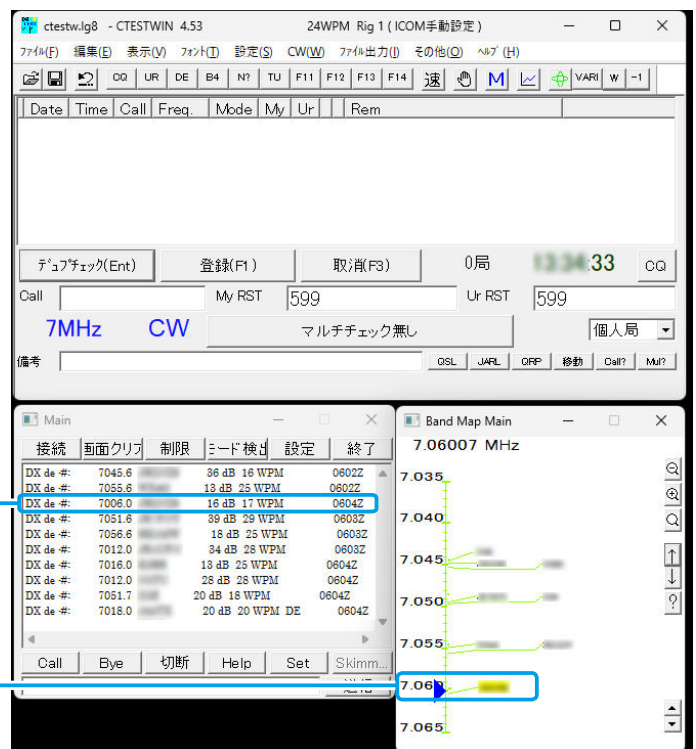 ctestw.lg8 - CTESTWIN 4.53 24WPM Rig 1 ( ICOM手動設定 )
ﾌｧｲﾙ(F) 編集(E) 表示(V) ﾌｫﾝﾄ(T) 設定(S) CW(W) ﾌｧｲﾙ出力(I) その他(O) ﾍﾙﾌﾟ(H)
CQ UR DE B4 N? TU F11 F12 F13 F14 速 M VARI W -1
Date Time Call Freq. Mode My Ur Rem
ﾃﾞｭﾌﾟﾁｪｯｸ(Ent) 登録(F1) 取消(F3) 0局 :33 CQ
Call My RST 599 Ur RST 599
7MHz CW マルチチェック無し 個人局
備考 QSL JARL QRP 移動 Call? Mul?
Main
接続 画面クリア 制限 モード検出 設定 終了
DX de -#: 7045.6 36 dB 16 WPM 0602Z
DX de -#: 7055.6 13 dB 25 WPM 0602Z
DX de -#: 7006.0 16 dB 17 WPM 0604Z
DX de -#: 7051.6 39 dB 29 WPM 0603Z
DX de -#: 7056.6 18 dB 25 WPM 0603Z
DX de -#: 7012.0 34 dB 28 WPM 0603Z
DX de -#: 7016.0 13 dB 25 WPM 0604Z
DX de -#: 7012.0 28 dB 28 WPM 0604Z
DX de -#: 7051.7 20 dB 18 WPM 0604Z
DX de -#: 7018.0 20 dB 20 WPM DE 0604Z
Call Bye 切断 Help Set Skimm...
Band Map Main
7.06007 MHz
7.035
7.040
7.045
7.050
7.055
7.060
7.065
?